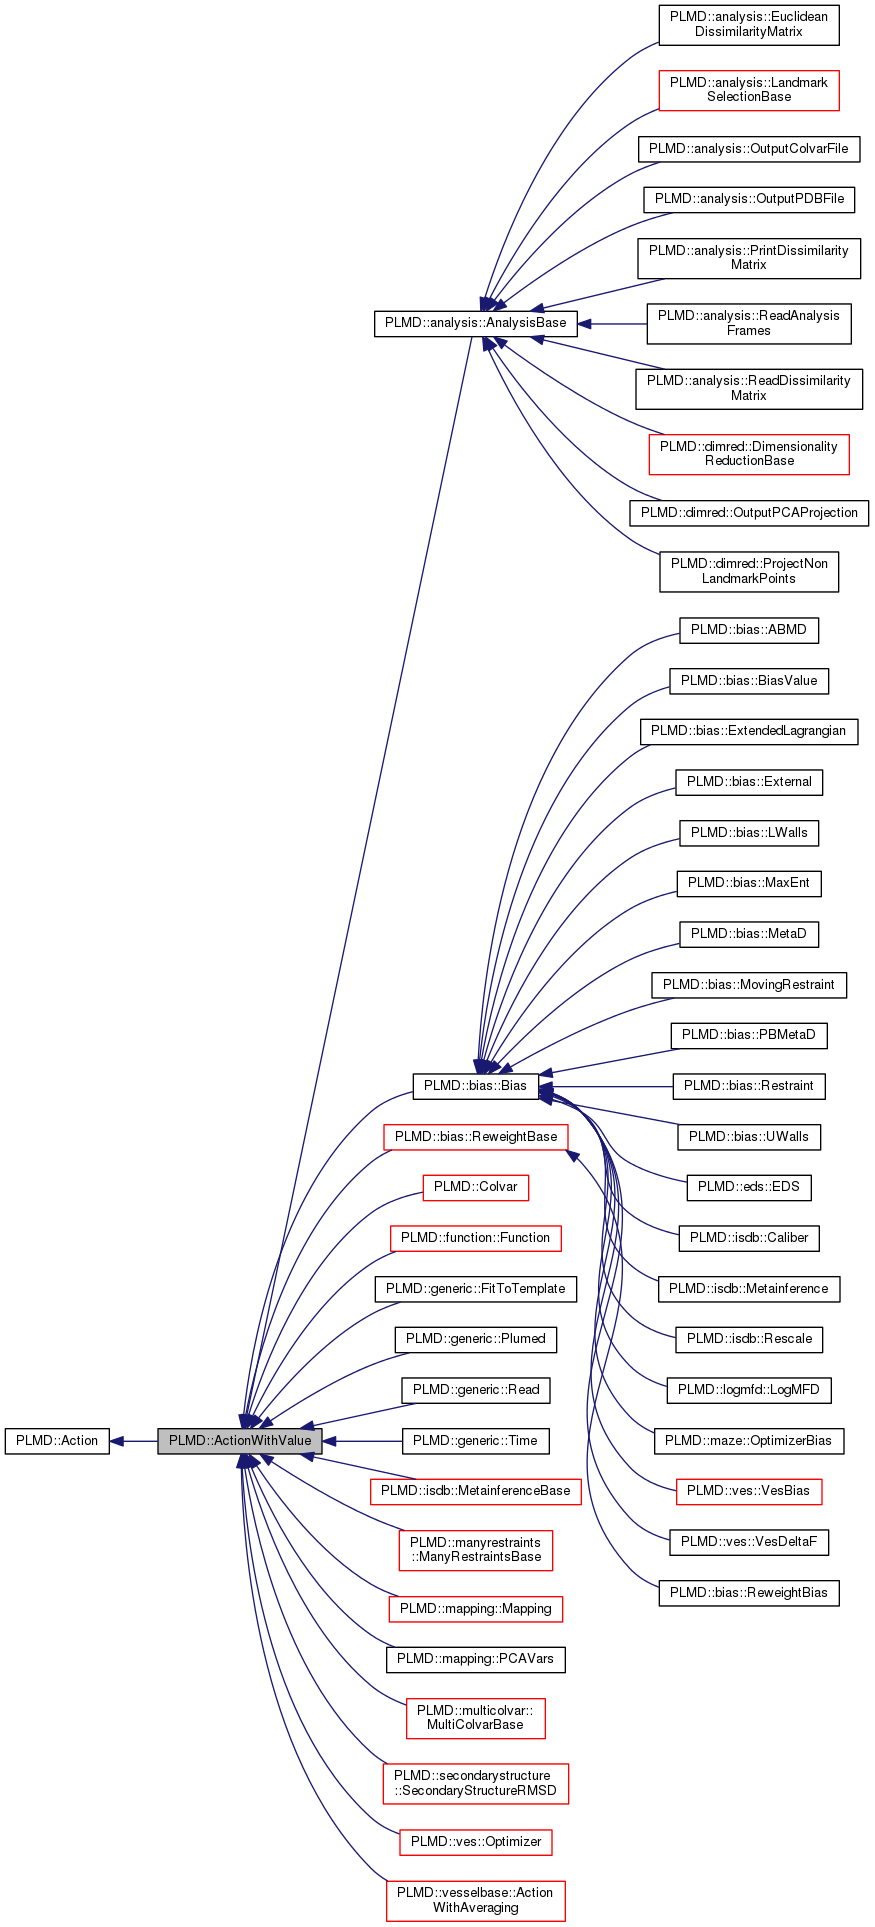 PLMD::analysis::Euclidean
DissimilarityMatrix
PLMD::analysis::Landmark
SelectionBase
PLMD::analysis::OutputColvarFile
PLMD::analysis::OutputPDBFile
PLMD::analysis::PrintDissimilarity
Matrix
PLMD::analysis::AnalysisBase
PLMD::analysis::ReadAnalysis
Frames
PLMD::analysis::ReadDissimilarity
Matrix
PLMD::dimred::Dimensionality
ReductionBase
PLMD::dimred::OutputPCAProjection
PLMD::dimred::ProjectNon
LandmarkPoints
PLMD::bias::ABMD
PLMD::bias::BiasValue
PLMD::bias::ExtendedLagrangian
PLMD::bias::External
PLMD::bias::LWalls
PLMD::bias::MaxEnt
PLMD::bias::MetaD
PLMD::bias::MovingRestraint
PLMD::bias::PBMetaD
PLMD::bias::Bias
PLMD::bias::Restraint
PLMD::bias::ReweightBase
PLMD::bias::UWalls
PLMD::Colvar
PLMD::eds::EDS
PLMD::function::Function
PLMD::isdb::Caliber
PLMD::generic::FitToTemplate
PLMD::isdb::Metainference
PLMD::generic::Plumed
PLMD::isdb::Rescale
PLMD::generic::Read
PLMD::logmfd::LogMFD
PLMD::Action
PLMD::ActionWithValue
PLMD::generic::Time
PLMD::maze::OptimizerBias
PLMD::isdb::MetainferenceBase
PLMD::ves::VesBias
PLMD::manyrestraints
::ManyRestraintsBase
PLMD::ves::VesDeltaF
PLMD::mapping::Mapping
PLMD::bias::ReweightBias
PLMD::mapping::PCAVars
PLMD::multicolvar::
MultiColvarBase
PLMD::secondarystructure
::SecondaryStructureRMSD
PLMD::ves::Optimizer
PLMD::vesselbase::Action
WithAveraging